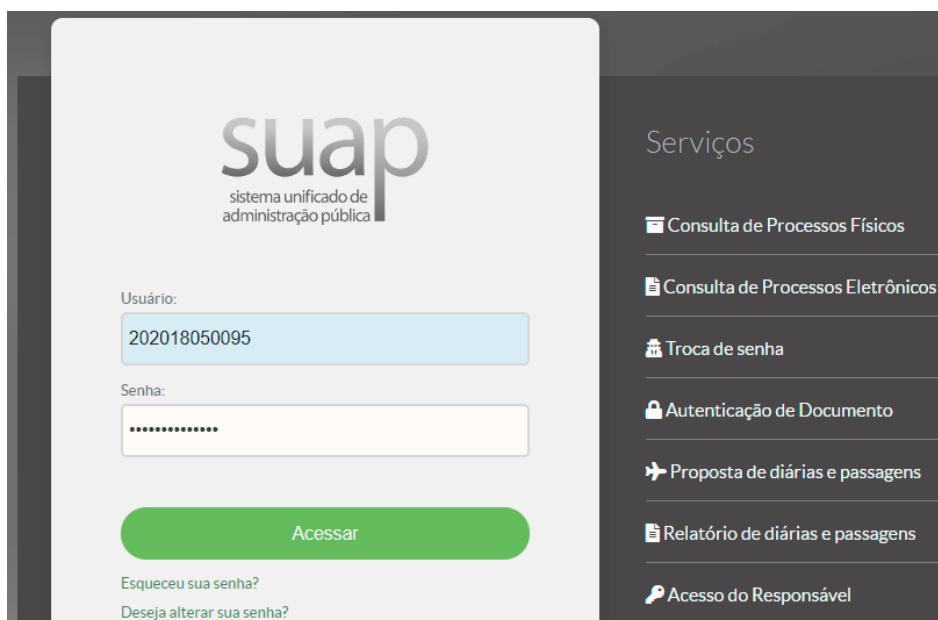 suap
sistema unificado de
administração pública
Usuário:
202018050095
Senha:
••••••••••••••
Acessar
Esqueceu sua senha?
Deseja alterar sua senha?
Serviços
Consulta de Processos Físicos
Consulta de Processos Eletrônicos
Troca de senha
Autenticação de Documento
Proposta de diárias e passagens
Relatório de diárias e passagens
Acesso do Responsável